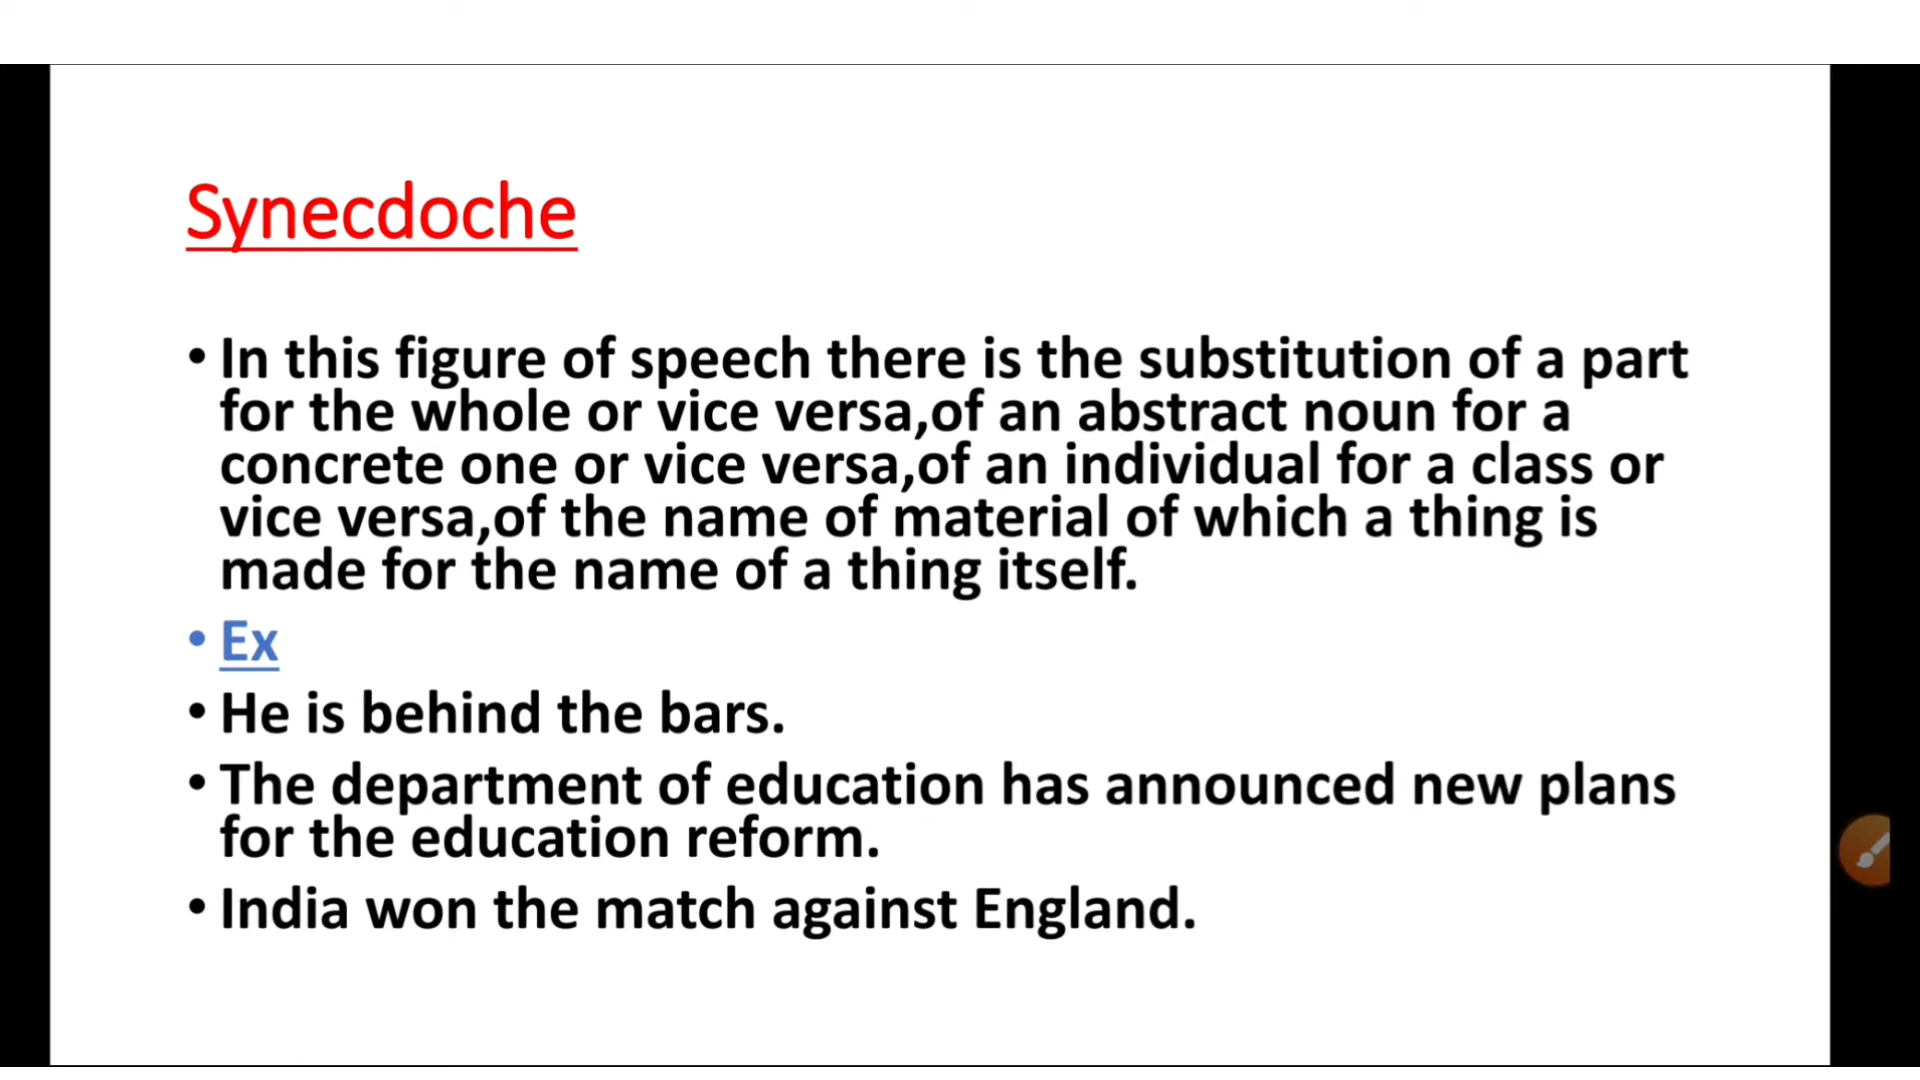 Synecdoche
• In this figure of speech there is the substitution of a part
for the whole or vice versa,of an abstract noun for a
concrete one or vice versa,of an individual for a class or
vice versa,of the name of material of which a thing is
made for the name of a thing itself.
• Ex
• He is behind the bars.
• The department of education has announced new plans
for the education reform.
• India won the match against England.